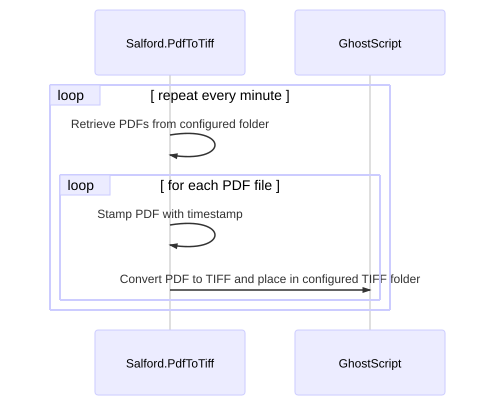 Salford.PdfToTiff
GhostScript
loop
[ repeat every minute ]
Retrieve PDFs from configured folder
loop
[ for each PDF file ]
Stamp PDF with timestamp
Convert PDF to TIFF and place in configured TIFF folder
Salford.PdfToTiff
GhostScript